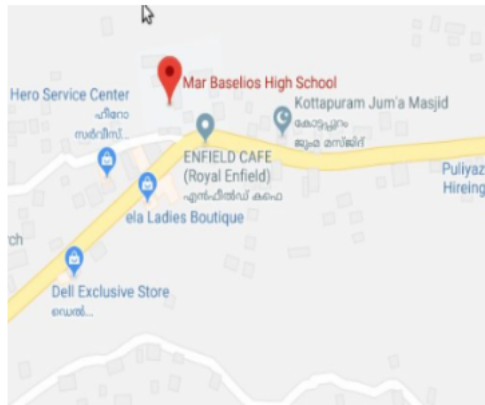 Mar Baselios High School
Hero Service Center
ഹീറോ
സർവീസ്...
Kottapuram Jum'a Masjid
കോട്ടപ്പുറം
ജുംമ മസ്ജിദ്
ENFIELD CAFE
(Royal Enfield)
എൻഫീൽഡ് കഫെ
Puliyaz
Hireing
ela Ladies Boutique
rch
Dell Exclusive Store
ഡെൽ...